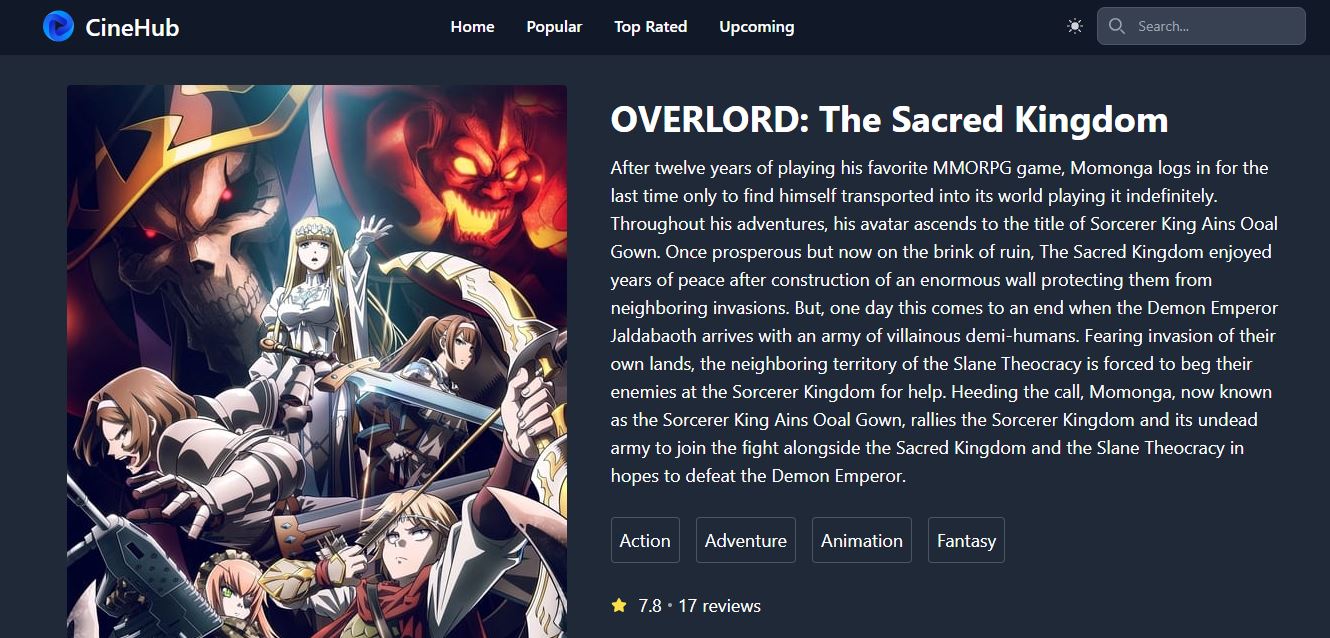 CineHub
Home
Popular
Top Rated
Upcoming
Search...
OVERLORD: The Sacred Kingdom
After twelve years of playing his favorite MMORPG game, Momonga logs in for the
last time only to find himself transported into its world playing it indefinitely.
Throughout his adventures, his avatar ascends to the title of Sorcerer King Ains Ooal
Gown. Once prosperous but now on the brink of ruin, The Sacred Kingdom enjoyed
years of peace after construction of an enormous wall protecting them from
neighboring invasions. But, one day this comes to an end when the Demon Emperor
Jaldabaoth arrives with an army of villainous demi-humans. Fearing invasion of their
own lands, the neighboring territory of the Slane Theocracy is forced to beg their
enemies at the Sorcerer Kingdom for help. Heeding the call, Momonga, now known
as the Sorcerer King Ains Ooal Gown, rallies the Sorcerer Kingdom and its undead
army to join the fight alongside the Sacred Kingdom and the Slane Theocracy in
hopes to defeat the Demon Emperor.
Action
Adventure
Animation
Fantasy
7.8 • 17 reviews